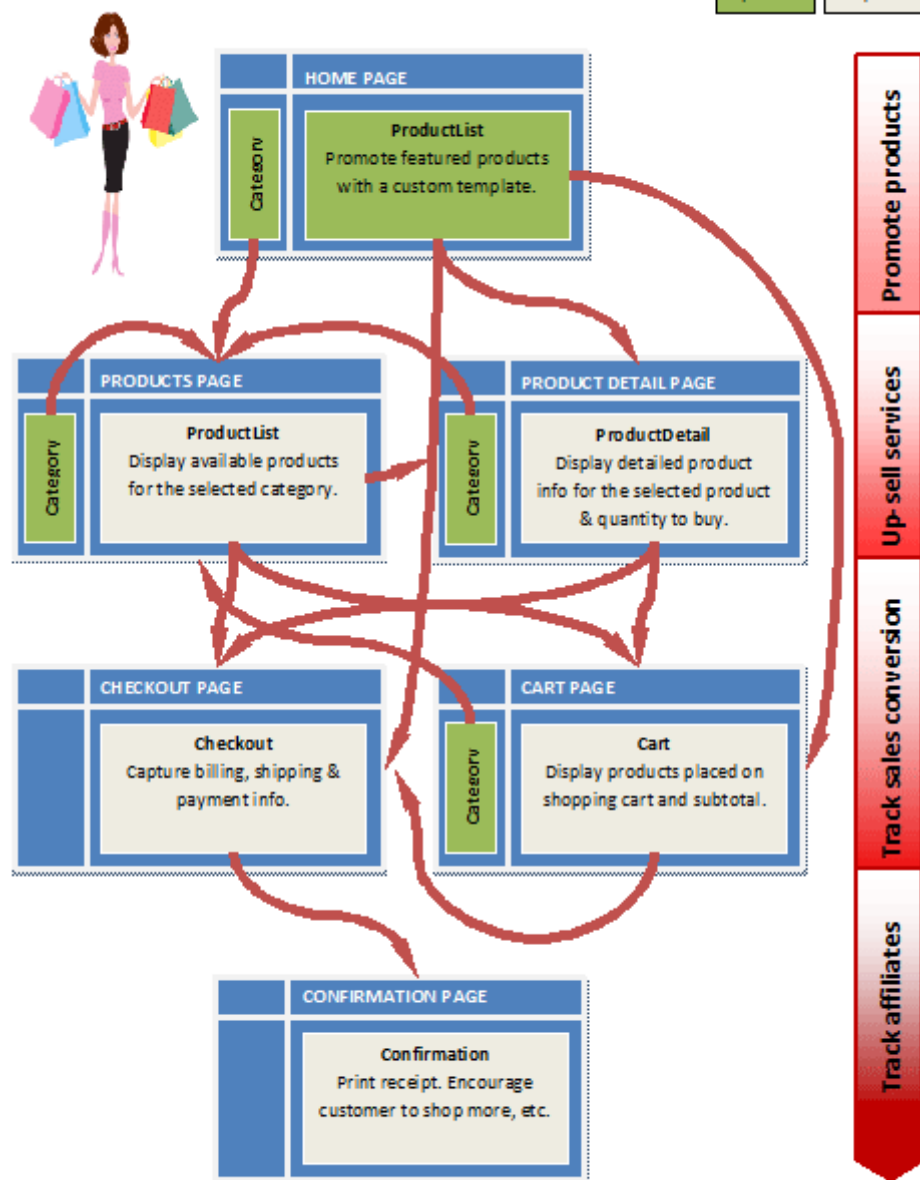 HOME PAGE
Category
ProductList
Promote featured products
with a custom template.
PRODUCTS PAGE
Category
ProductList
Display available products
for the selected category.
PRODUCT DETAIL PAGE
Category
ProductDetail
Display detailed product
info for the selected product
& quantity to buy.
CHECKOUT PAGE
Checkout
Capture billing, shipping &
payment info.
CART PAGE
Category
Cart
Display products placed on
shopping cart and subtotal.
CONFIRMATION PAGE
Confirmation
Print receipt. Encourage
customer to shop more, etc.
Promote products
Up-sell services
Track sales conversion
Track affiliates